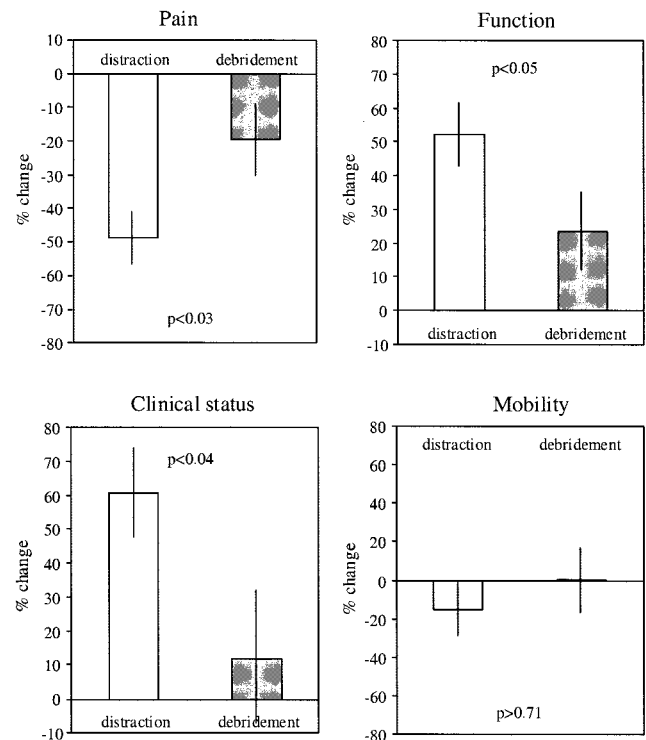 Pain
10
0
-10
-20
-30
-40
-50
-60
-70
-80
% change
distraction debridement
p<0.03
Function
80
70
60
50
40
30
20
10
0
-10
% change
p<0.05
distraction debridement
Clinical status
80
70
60
50
40
30
20
10
0
-10
% change
p<0.04
distraction debridement
Mobility
80
60
40
20
0
-20
-40
-60
-80
% change
distraction debridement
p>0.71